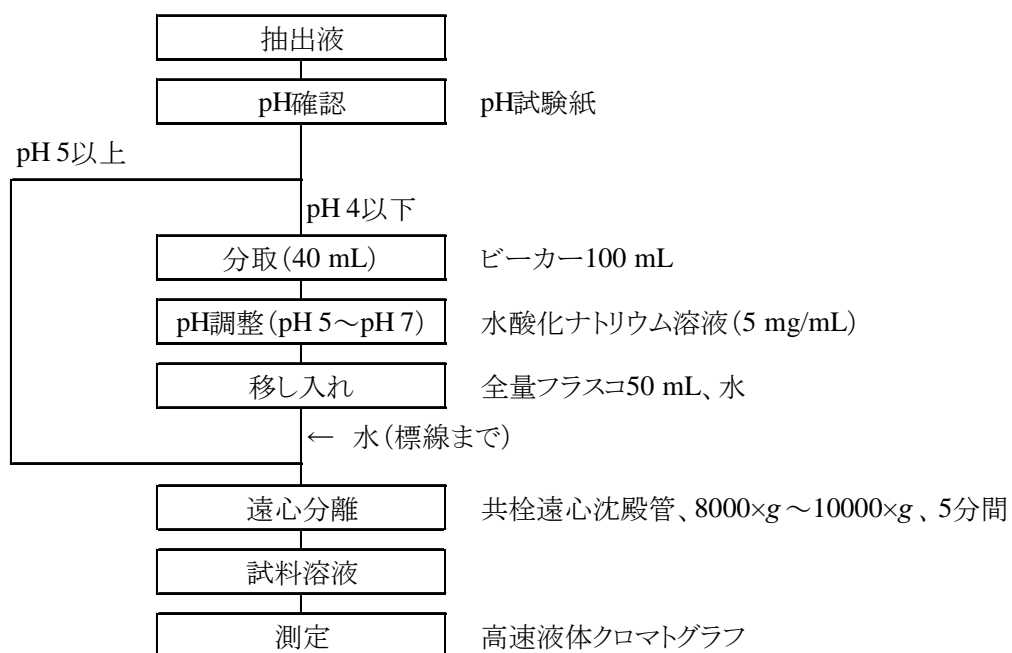 抽出液
pH確認 pH試験紙
pH 5以上
pH 4以下
分取(40 mL) ビーカー100 mL
pH調整(pH 5～pH 7) 水酸化ナトリウム溶液(5 mg/mL)
移し入れ 全量フラスコ50 mL、水
← 水(標線まで)
遠心分離 共栓遠心沈殿管、8000×g～10000×g、5分間
試料溶液
測定 高速液体クロマトグラフ